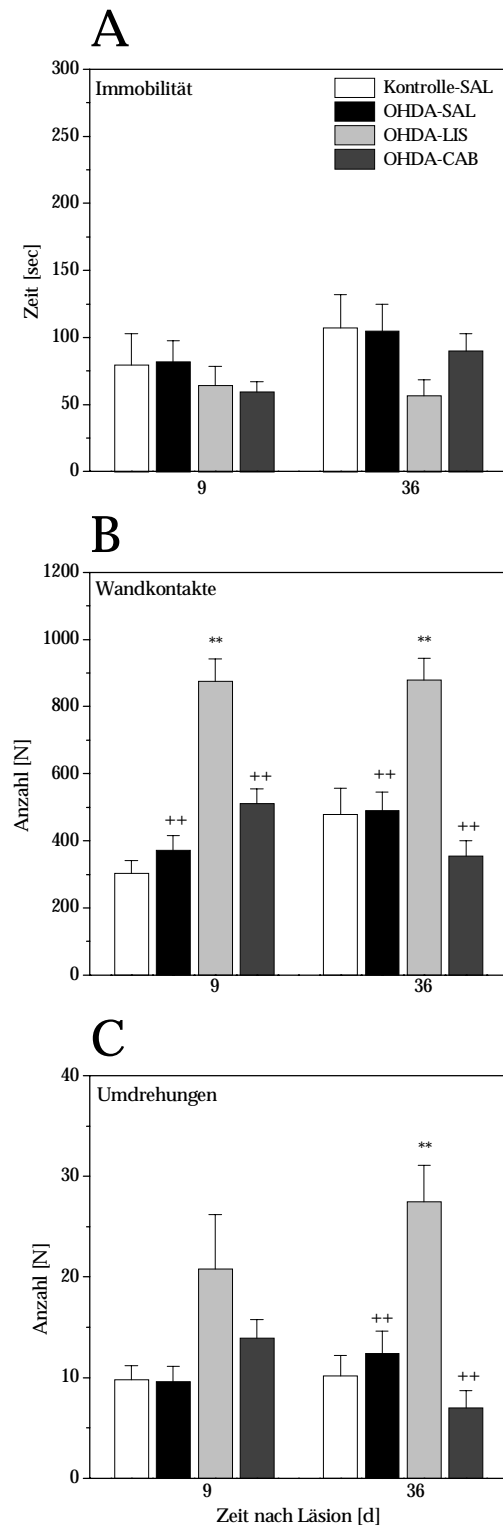 A
Immobilität
Kontrolle-SAL
OHDA-SAL
OHDA-LIS
OHDA-CAB
Zeit [sec]
300
250
200
150
100
50
0
9 36
B
Wandkontakte
Anzahl [N]
1200
1000
800
600
400
200
0
** **
++ ++ ++ ++
9 36
C
Umdrehungen
Anzahl [N]
40
30
20
10
0
**
++ ++
9 36
Zeit nach Läsion [d]